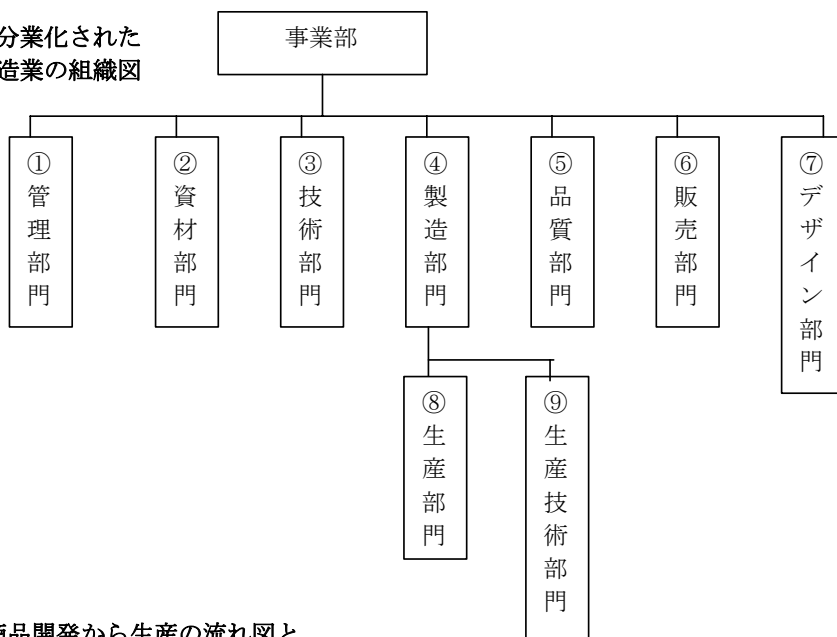 分業化された
造業の組織図
事業部
①管理部門
②資材部門
③技術部門
④製造部門
⑤品質部門
⑥販売部門
⑦デザイン部門
⑧生産部門
⑨生産技術部門
品開発から生産の流れ図と